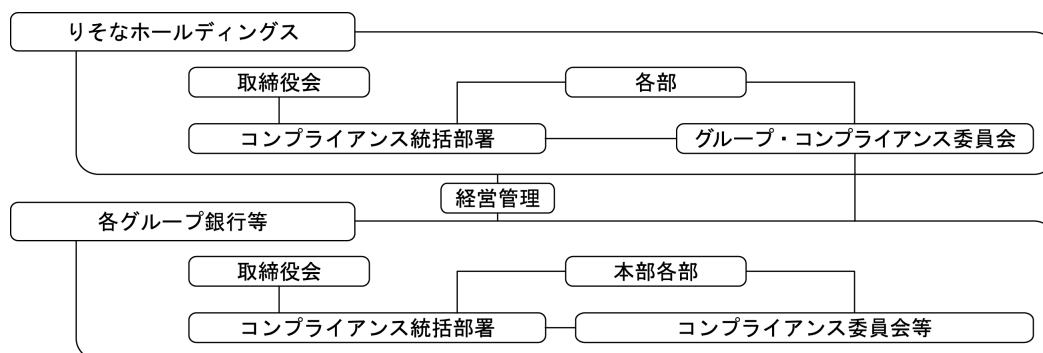 りそなホールディングス
取締役会
各部
コンプライアンス統括部署
グループ・コンプライアンス委員会
経営管理
各グループ銀行等
取締役会
本部各部
コンプライアンス統括部署
コンプライアンス委員会等